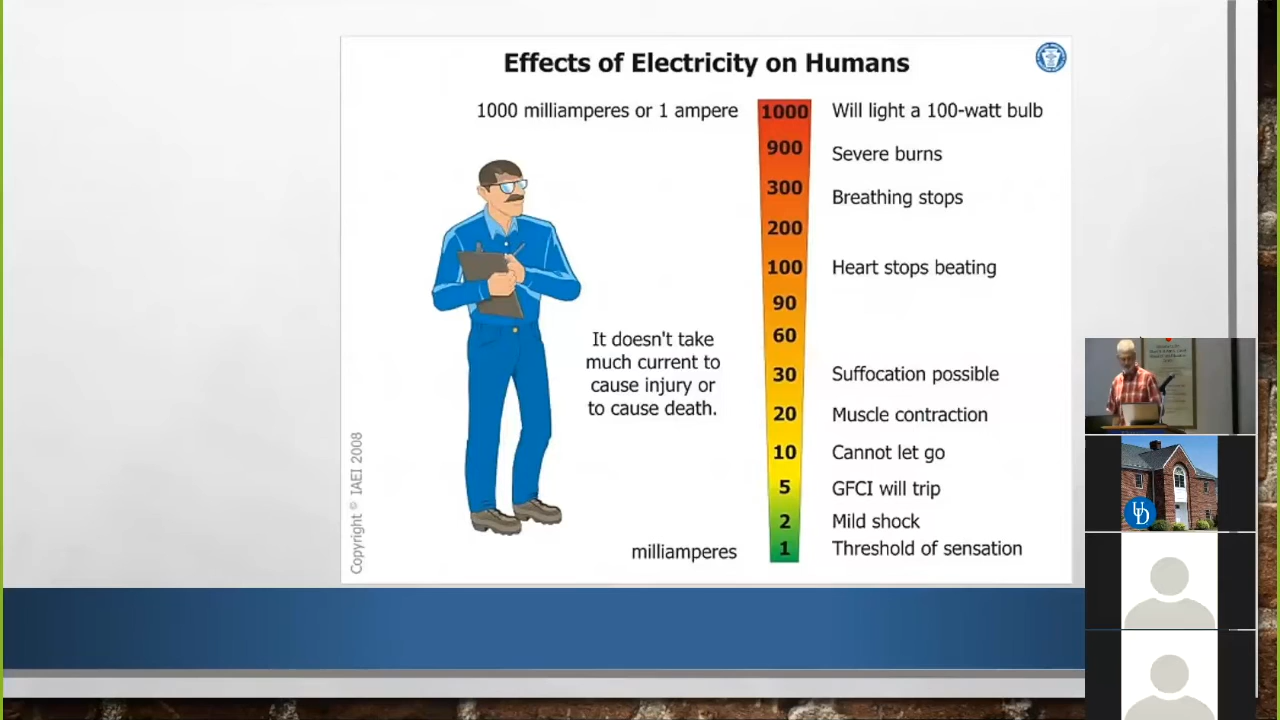 Effects of Electricity on Humans
1000 milliamperes or 1 ampere
1000 Will light a 100-watt bulb
900 Severe burns
300 Breathing stops
200
100 Heart stops beating
90
60
It doesn't take
much current to
cause injury or
to cause death.
30 Suffocation possible
20 Muscle contraction
10 Cannot let go
5 GFCI will trip
2 Mild shock
milliamperes
1 Threshold of sensation
Copyright © IAEI 2008
UD